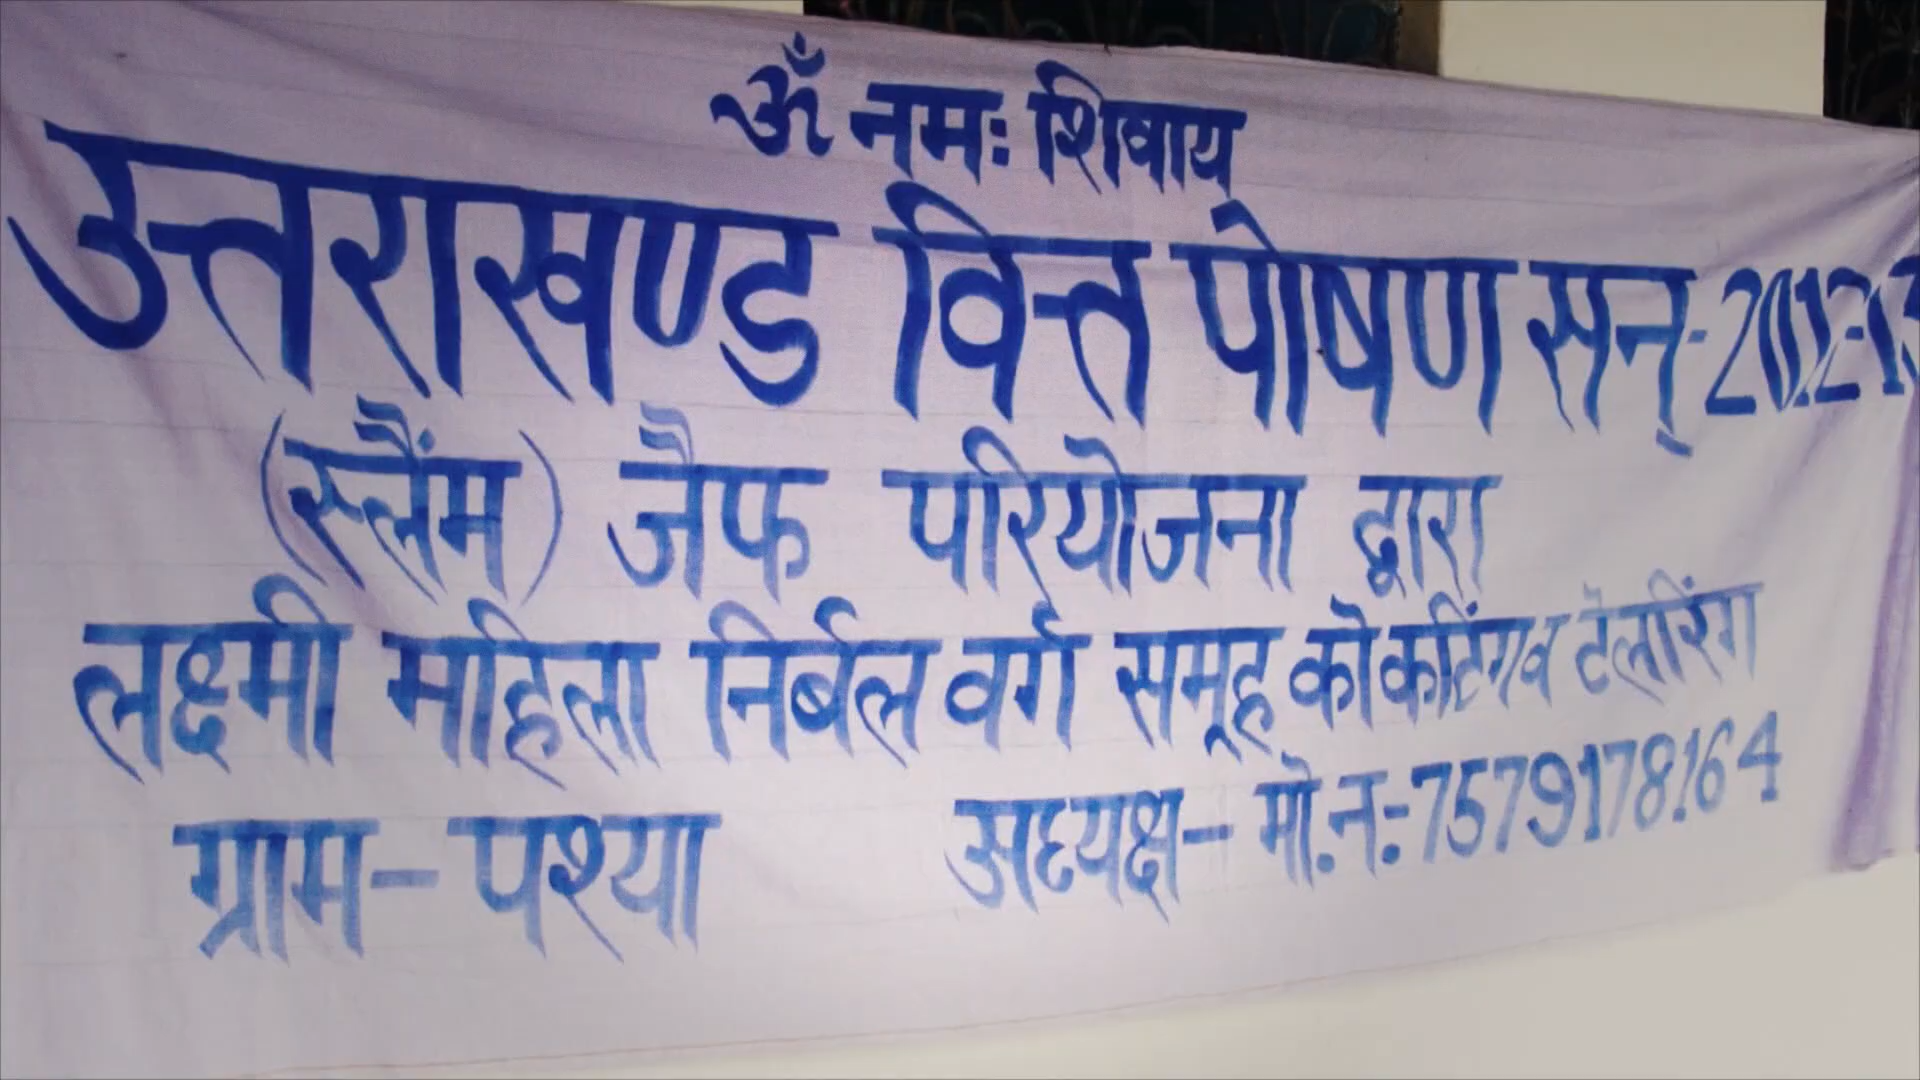 ॐ नमः शिवाय
उत्तराखण्ड वित्त पोषण सन्-2012-13
(स्लैंम) जैफ परियोजना द्वारा
लक्ष्मी महिला निर्बल वर्ग समूह को कटिंग व टेलरिंग
ग्राम- पश्या अध्यक्ष- मो.न.-7579178164